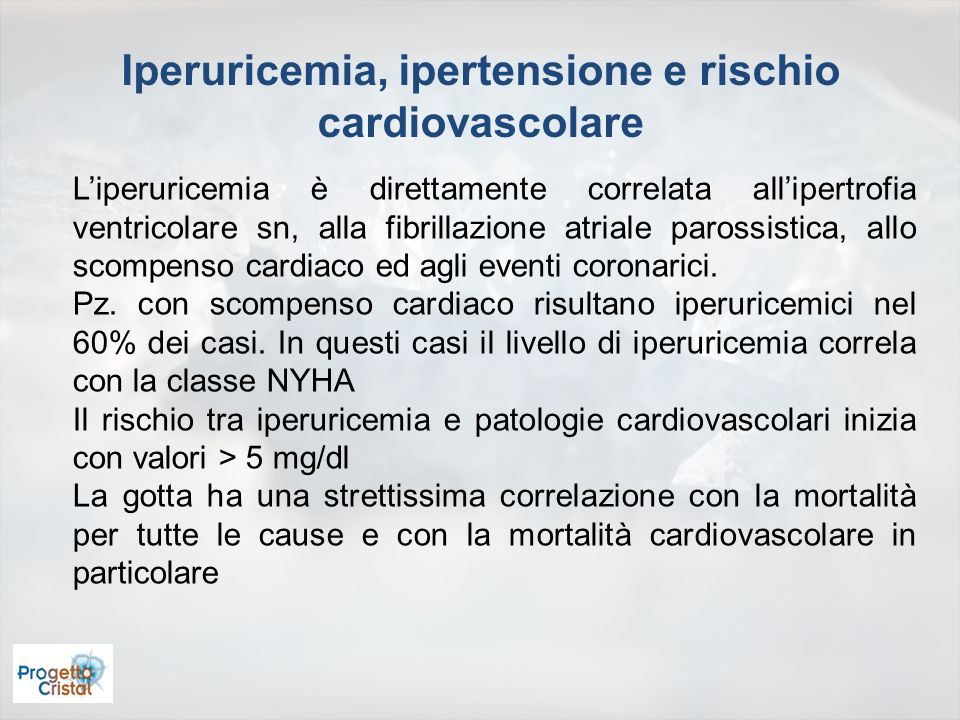 Iperuricemia, ipertensione e rischio
cardiovascolare
L’iperuricemia è direttamente correlata all’ipertrofia
ventricolare sn, alla fibrillazione atriale parossistica, allo
scompenso cardiaco ed agli eventi coronarici.
Pz. con scompenso cardiaco risultano iperuricemici nel
60% dei casi. In questi casi il livello di iperuricemia correla
con la classe NYHA
Il rischio tra iperuricemia e patologie cardiovascolari inizia
con valori > 5 mg/dl
La gotta ha una strettissima correlazione con la mortalità
per tutte le cause e con la mortalità cardiovascolare in
particolare
Progetto
Cristal